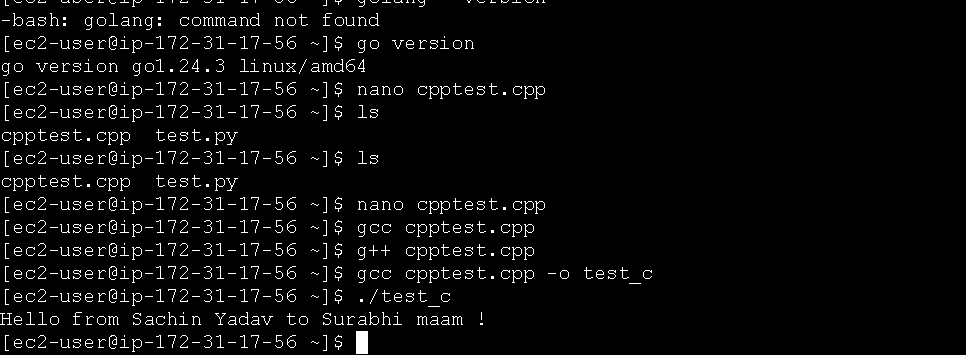 golang --version
-bash: golang: command not found
[ec2-user@ip-172-31-17-56 ~]$ go version
go version go1.24.3 linux/amd64
[ec2-user@ip-172-31-17-56 ~]$ nano cpptest.cpp
[ec2-user@ip-172-31-17-56 ~]$ ls
cpptest.cpp  test.py
[ec2-user@ip-172-31-17-56 ~]$ ls
cpptest.cpp  test.py
[ec2-user@ip-172-31-17-56 ~]$ nano cpptest.cpp
[ec2-user@ip-172-31-17-56 ~]$ gcc cpptest.cpp
[ec2-user@ip-172-31-17-56 ~]$ g++ cpptest.cpp
[ec2-user@ip-172-31-17-56 ~]$ gcc cpptest.cpp -o test_c
[ec2-user@ip-172-31-17-56 ~]$ ./test_c
Hello from Sachin Yadav to Surabhi maam !
[ec2-user@ip-172-31-17-56 ~]$